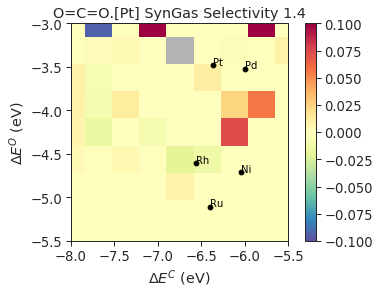 O=C=O.[Pt] SynGas Selectivity 1.4
−3.0
−3.5
−4.0
−4.5
−5.0
−5.5
ΔE^O (eV)
Pt
Pd
Rh
Ni
Ru
−8.0 −7.5 −7.0 −6.5 −6.0 −5.5
ΔE^C (eV)
0.100
0.075
0.050
0.025
0.000
−0.025
−0.050
−0.075
−0.100